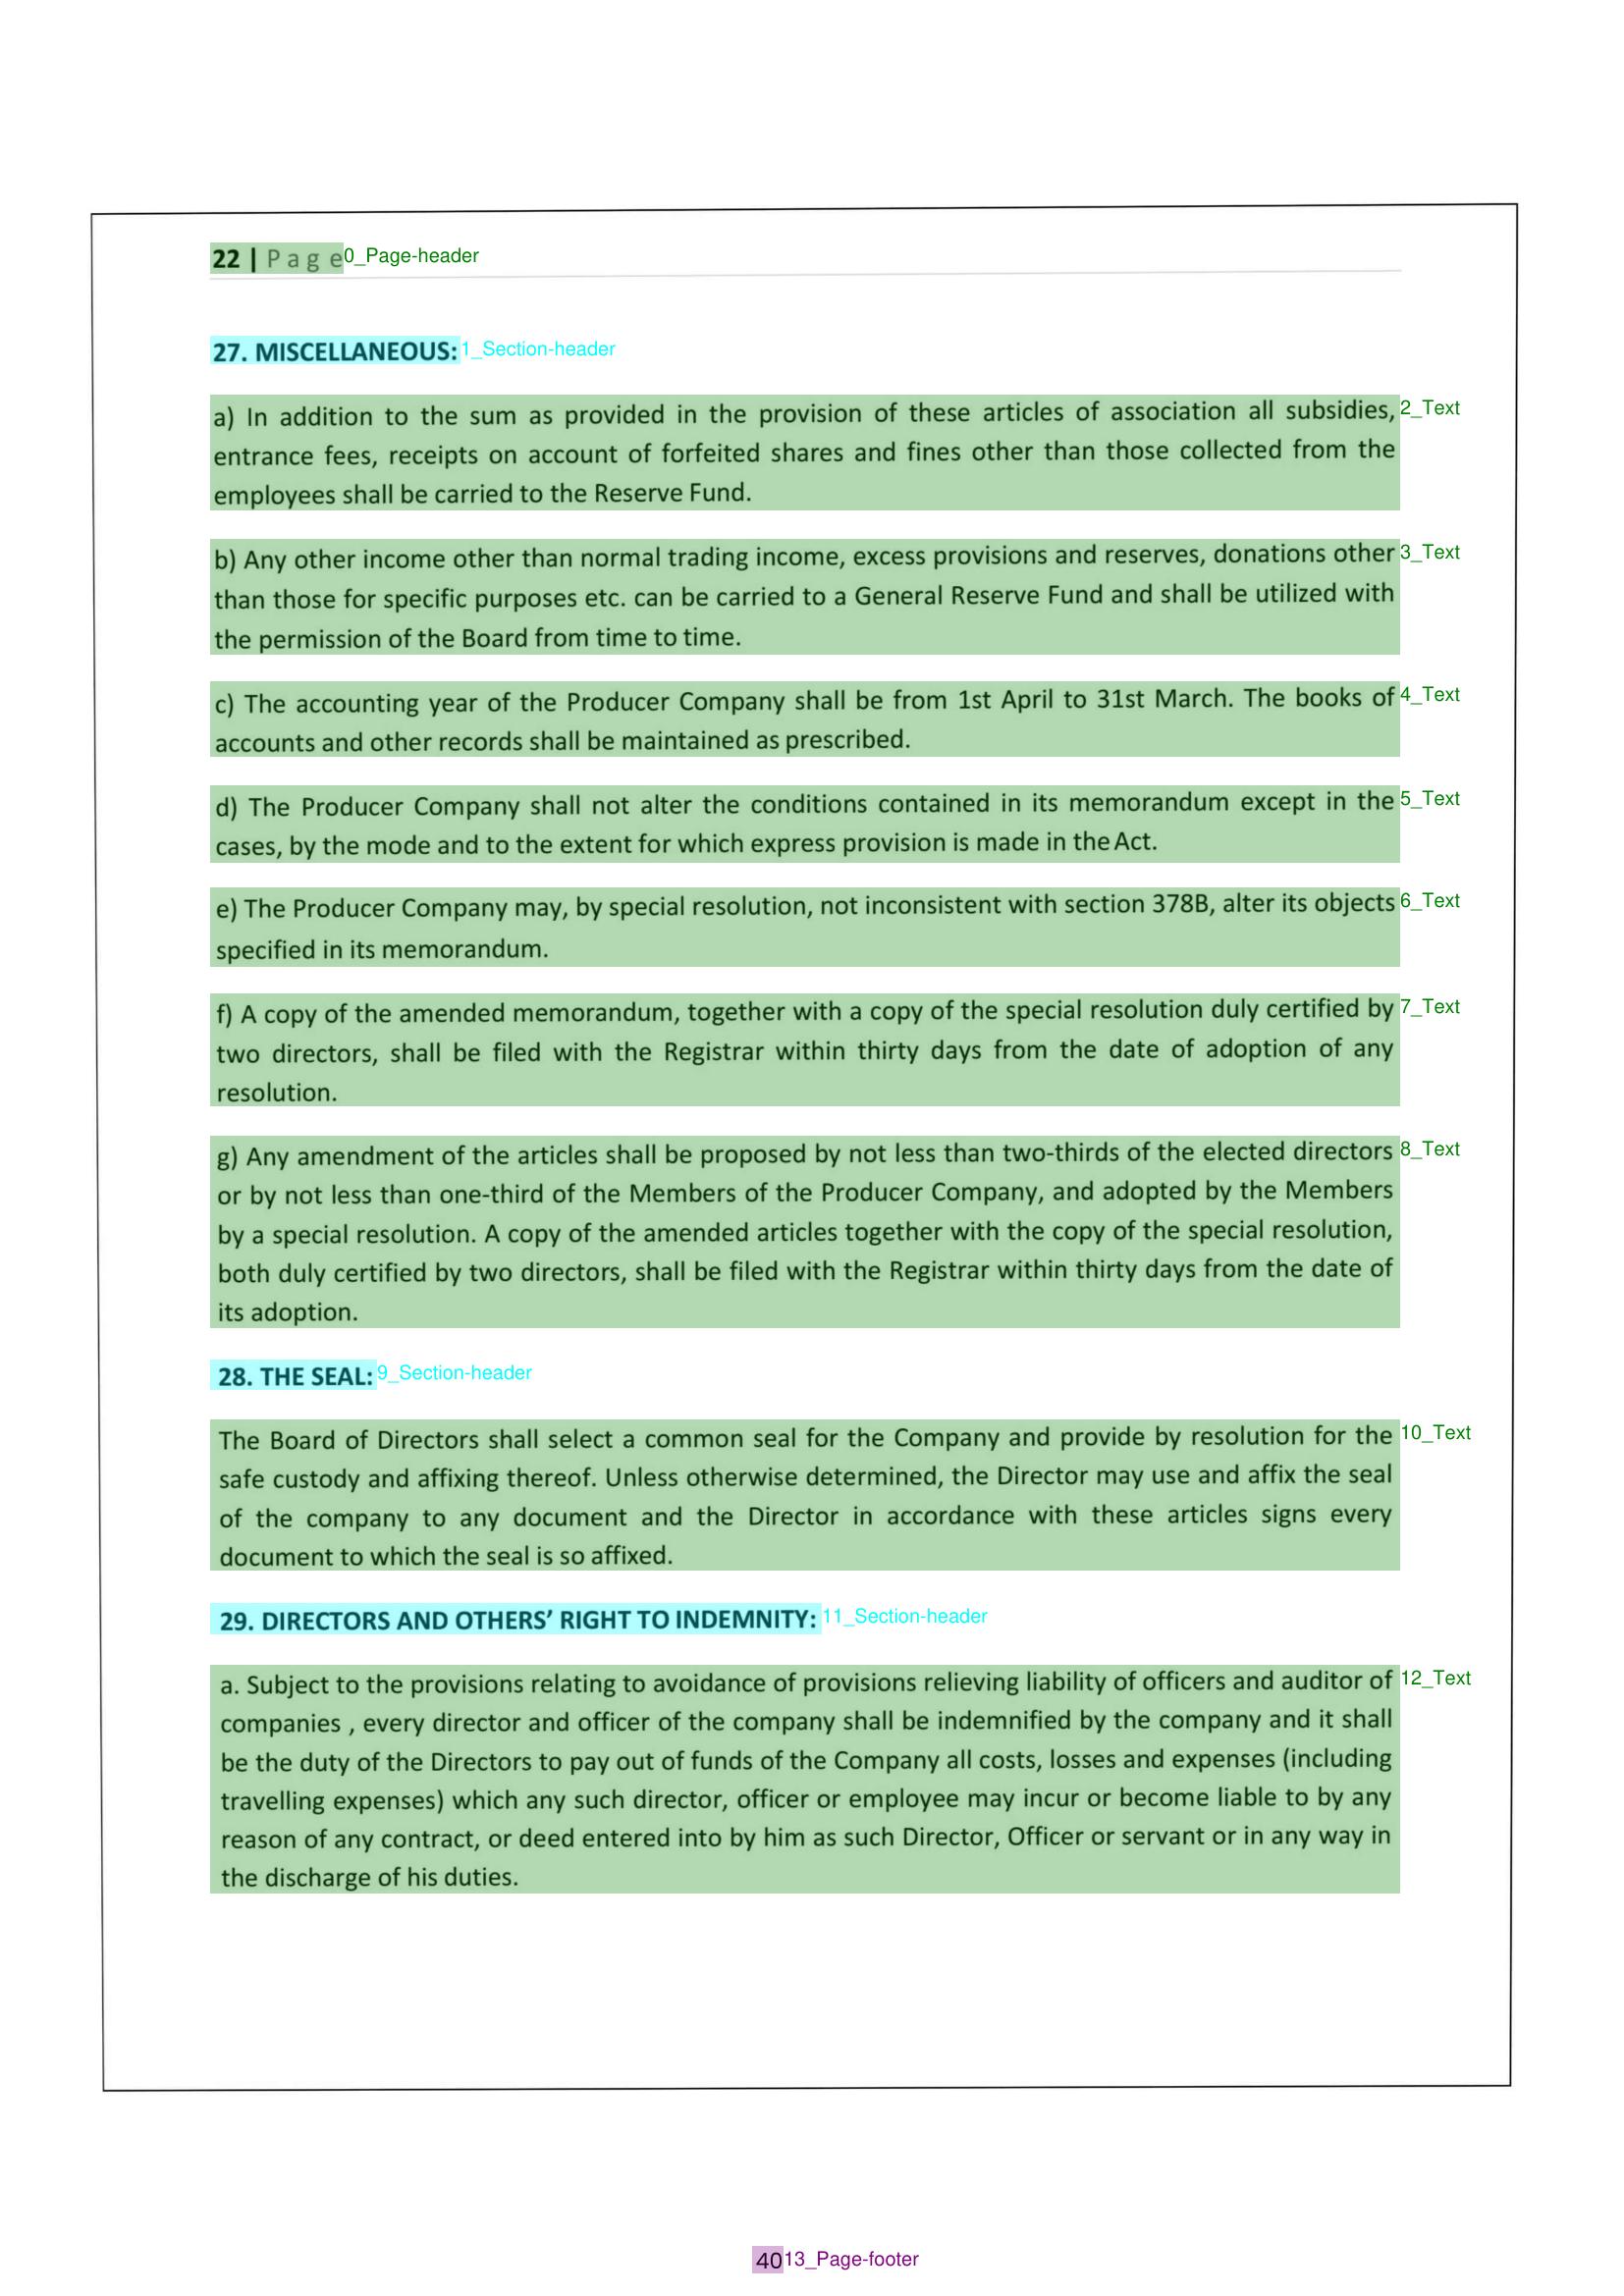 22 | P a g e 0_Page-header
27. MISCELLANEOUS: 1_Section-header
a) In addition to the sum as provided in the provision of these articles of association all subsidies, 2_Text
entrance fees, receipts on account of forfeited shares and fines other than those collected from the
employees shall be carried to the Reserve Fund.
b) Any other income other than normal trading income, excess provisions and reserves, donations other 3_Text
than those for specific purposes etc. can be carried to a General Reserve Fund and shall be utilized with
the permission of the Board from time to time.
c) The accounting year of the Producer Company shall be from 1st April to 31st March. The books of 4_Text
accounts and other records shall be maintained as prescribed.
d) The Producer Company shall not alter the conditions contained in its memorandum except in the 5_Text
cases, by the mode and to the extent for which express provision is made in the Act.
e) The Producer Company may, by special resolution, not inconsistent with section 378B, alter its objects 6_Text
specified in its memorandum.
f) A copy of the amended memorandum, together with a copy of the special resolution duly certified by 7_Text
two directors, shall be filed with the Registrar within thirty days from the date of adoption of any
resolution.
g) Any amendment of the articles shall be proposed by not less than two-thirds of the elected directors 8_Text
or by not less than one-third of the Members of the Producer Company, and adopted by the Members
by a special resolution. A copy of the amended articles together with the copy of the special resolution,
both duly certified by two directors, shall be filed with the Registrar within thirty days from the date of
its adoption.
28. THE SEAL: 9_Section-header
The Board of Directors shall select a common seal for the Company and provide by resolution for the 10_Text
safe custody and affixing thereof. Unless otherwise determined, the Director may use and affix the seal
of the company to any document and the Director in accordance with these articles signs every
document to which the seal is so affixed.
29. DIRECTORS AND OTHERS’ RIGHT TO INDEMNITY: 11_Section-header
a. Subject to the provisions relating to avoidance of provisions relieving liability of officers and auditor of 12_Text
companies , every director and officer of the company shall be indemnified by the company and it shall
be the duty of the Directors to pay out of funds of the Company all costs, losses and expenses (including
travelling expenses) which any such director, officer or employee may incur or become liable to by any
reason of any contract, or deed entered into by him as such Director, Officer or servant or in any way in
the discharge of his duties.
40 13_Page-footer